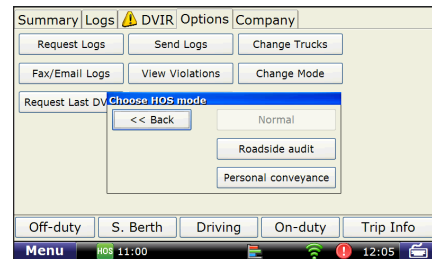 Summary Logs DVIR Options Company
Request Logs Send Logs Change Trucks
Fax/Email Logs View Violations Change Mode
Request Last DV
Choose HOS mode
<< Back Normal
Roadside audit
Personal conveyance
Off-duty S. Berth Driving On-duty Trip Info
Menu HOS 11:00 12:05